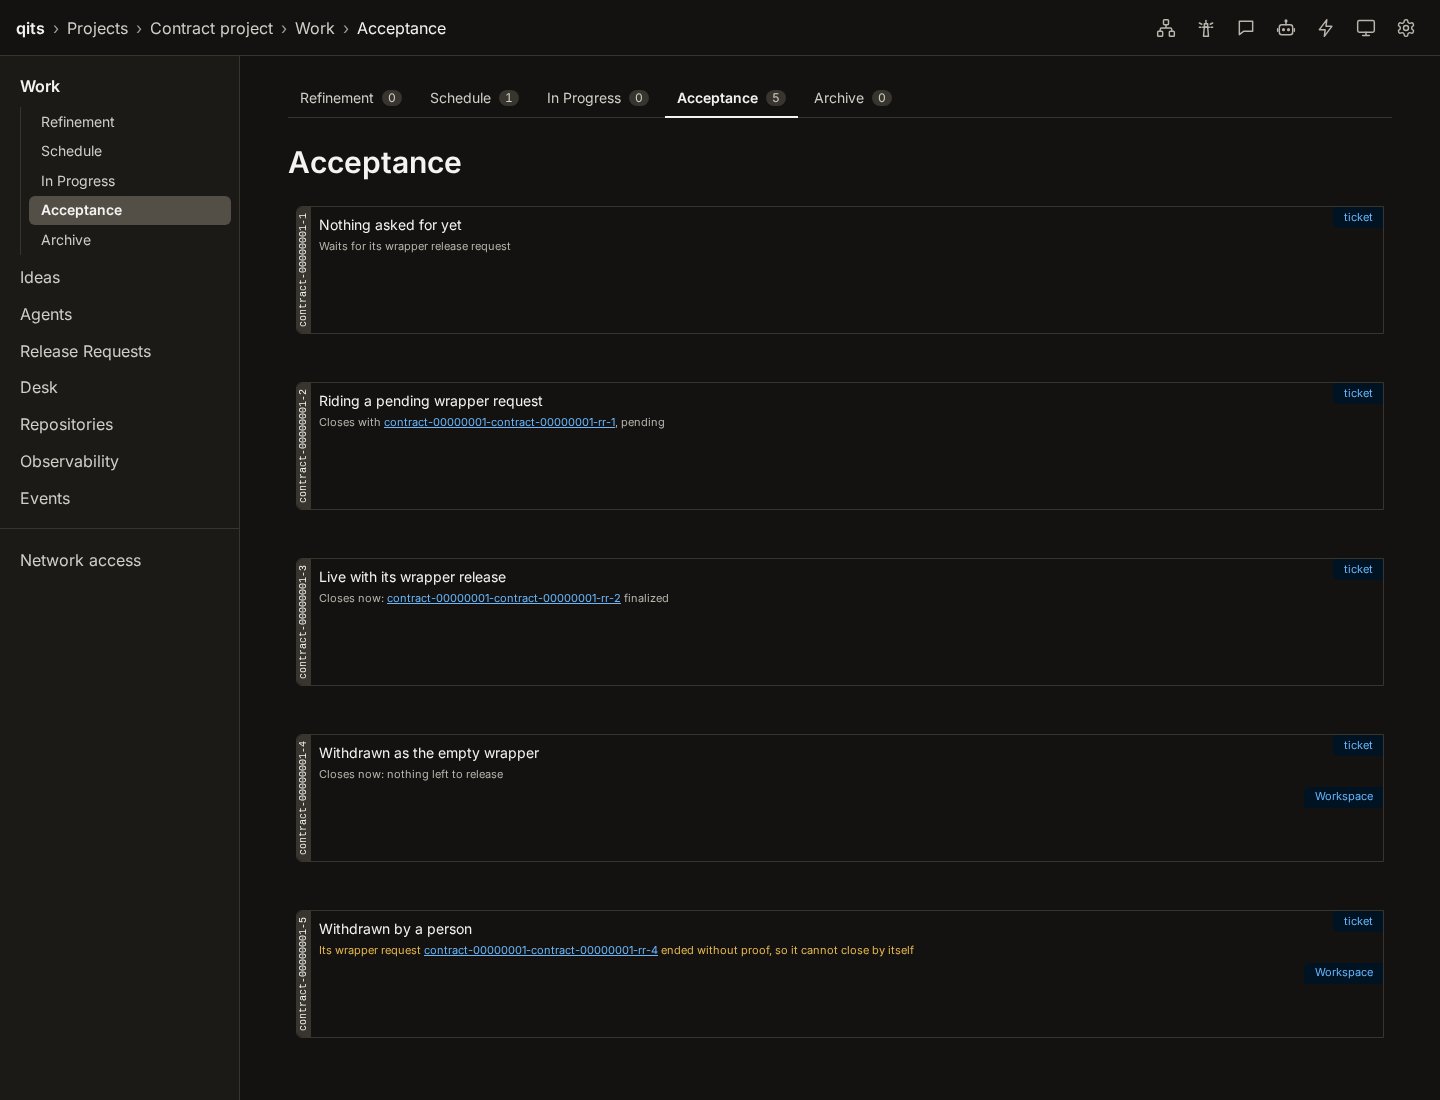 qits › Projects › Contract project › Work › Acceptance
Work
Refinement
Schedule
In Progress
Acceptance
Archive
Ideas
Agents
Release Requests
Desk
Repositories
Observability
Events
Network access
Refinement 0 Schedule 1 In Progress 0 Acceptance 5 Archive 0
Acceptance
contract-00000001-1
Nothing asked for yet
ticket
Waits for its wrapper release request
contract-00000001-2
Riding a pending wrapper request
ticket
Closes with contract-00000001-contract-00000001-rr-1, pending
contract-00000001-3
Live with its wrapper release
ticket
Closes now: contract-00000001-contract-00000001-rr-2 finalized
contract-00000001-4
Withdrawn as the empty wrapper
ticket
Closes now: nothing left to release
Workspace
contract-00000001-5
Withdrawn by a person
ticket
Its wrapper request contract-00000001-contract-00000001-rr-4 ended without proof, so it cannot close by itself
Workspace